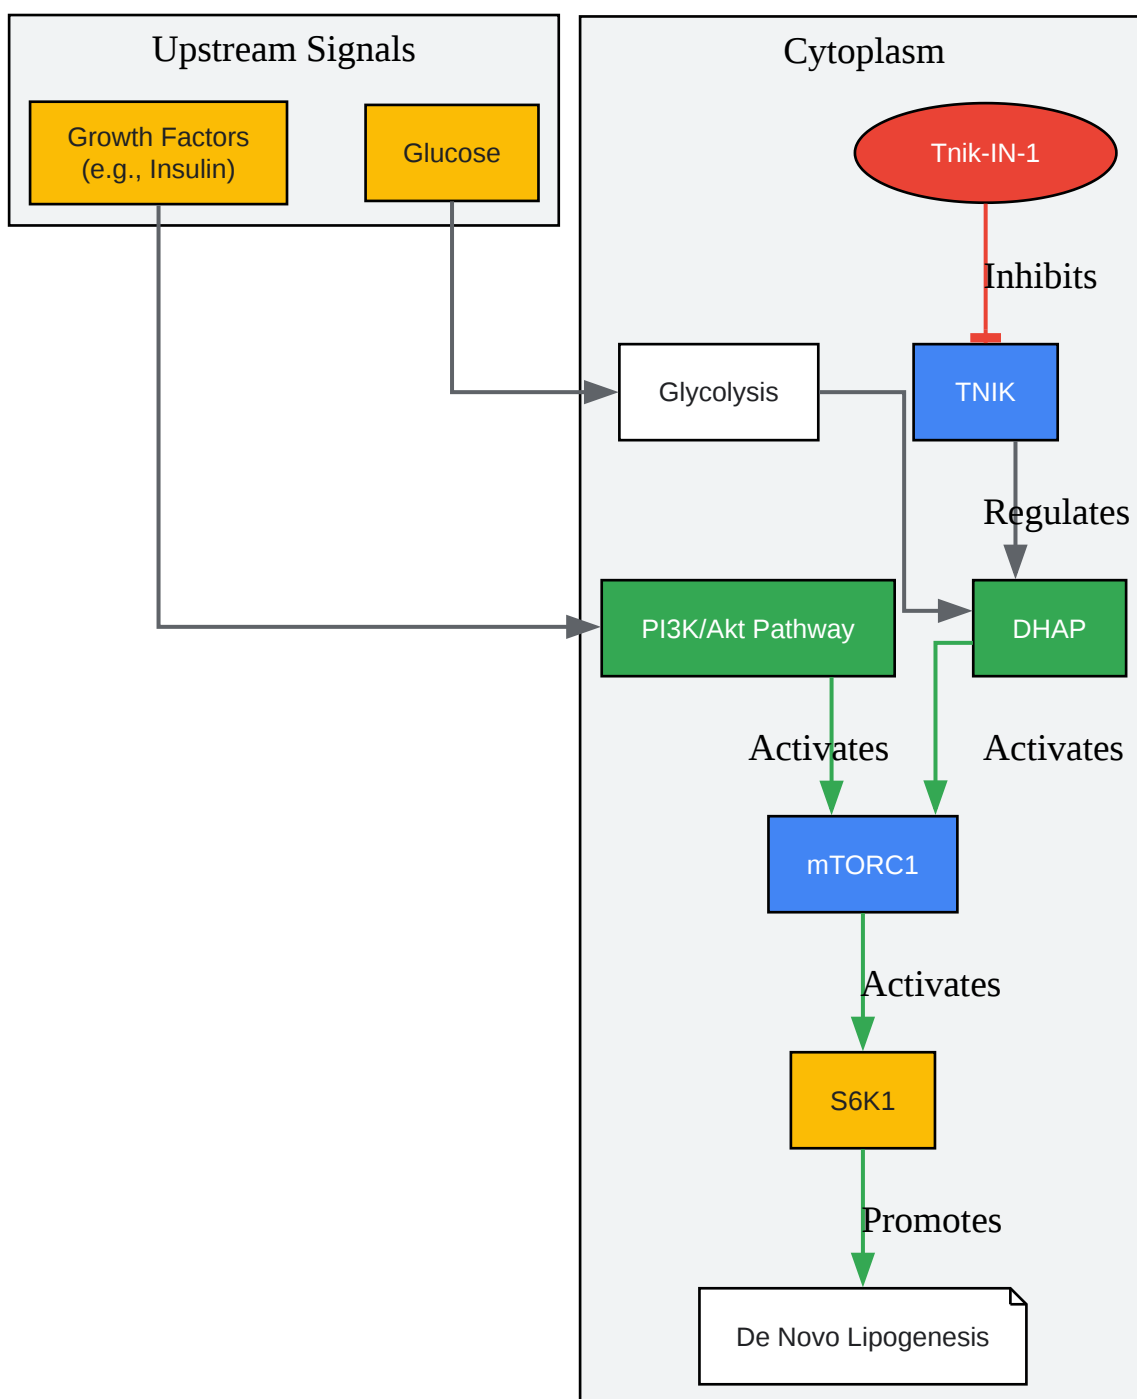 Upstream Signals
Cytoplasm
Growth Factors
(e.g., Insulin)
Glucose
Tnik-IN-1
Inhibits
Glycolysis
TNIK
Regulates
PI3K/Akt Pathway
DHAP
Activates
Activates
mTORC1
Activates
S6K1
Promotes
De Novo Lipogenesis